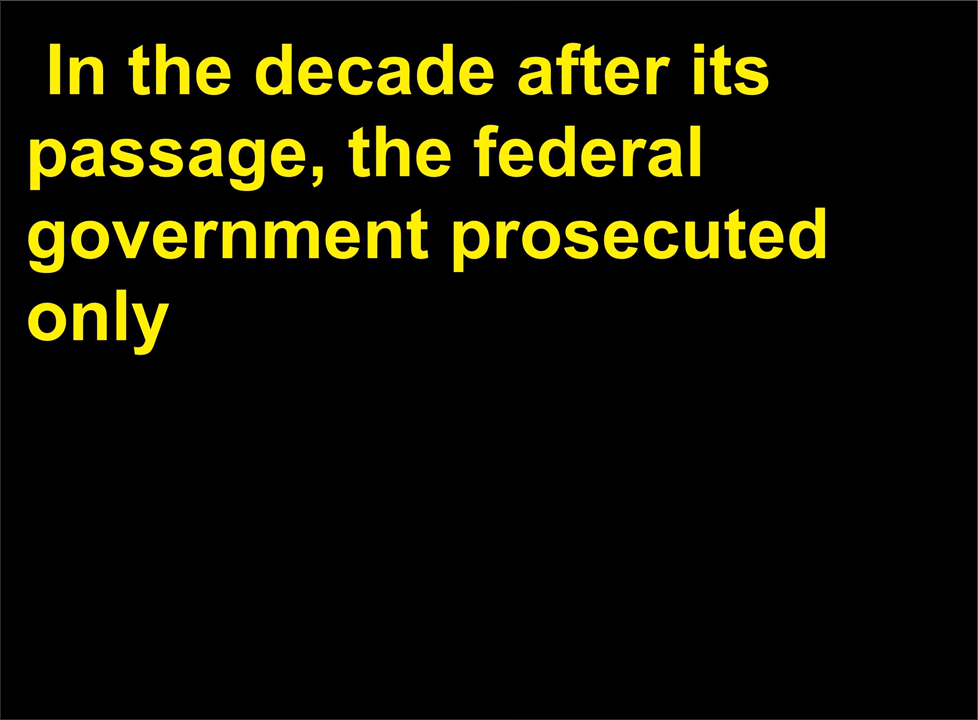 In the decade after its
passage, the federal
government prosecuted
only